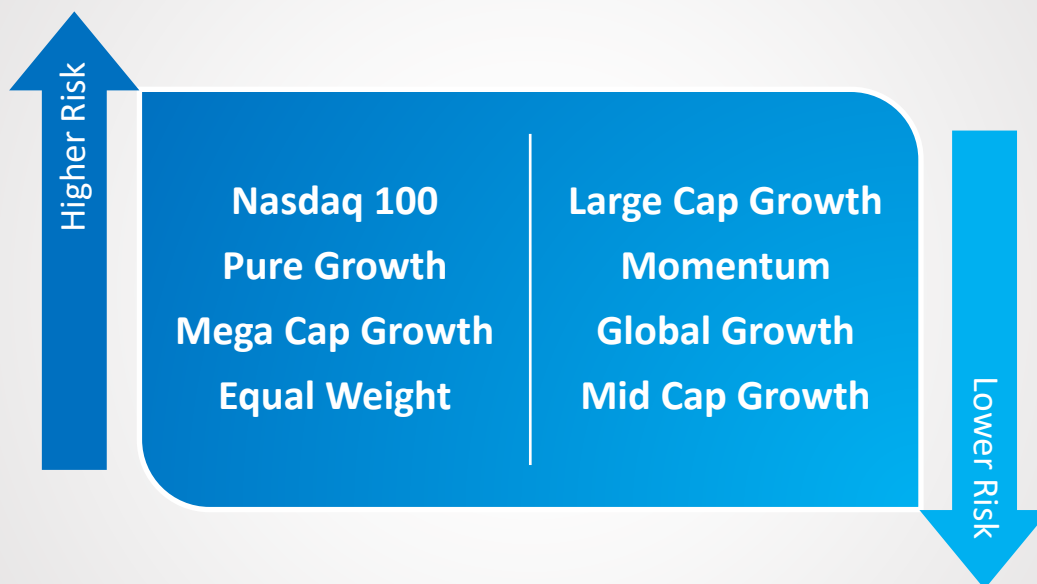 Higher Risk
Nasdaq 100
Pure Growth
Mega Cap Growth
Equal Weight
Large Cap Growth
Momentum
Global Growth
Mid Cap Growth
Lower Risk